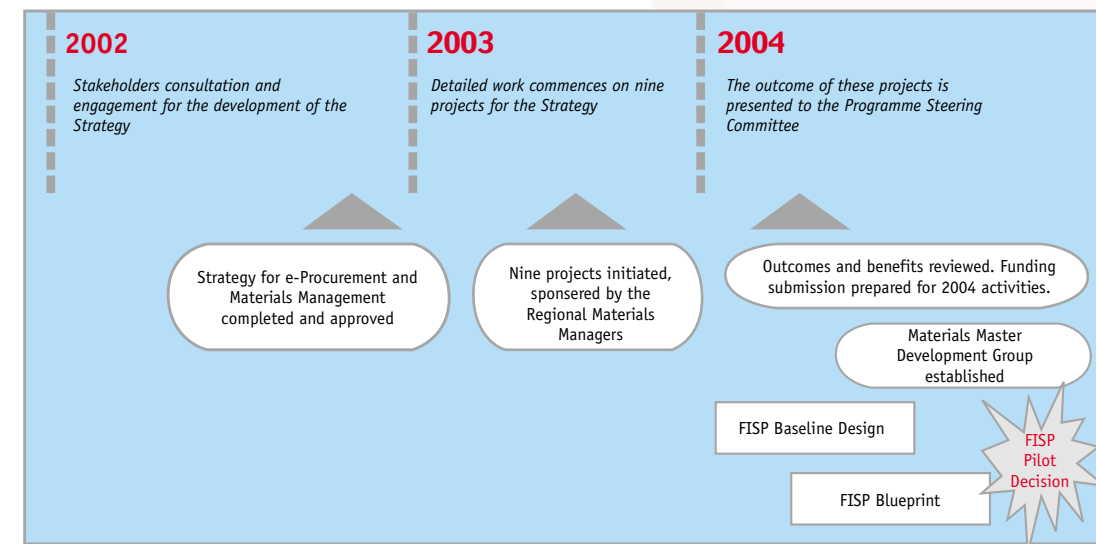 2002
Stakeholders consultation and
engagement for the development of the
Strategy
2003
Detailed work commences on nine
projects for the Strategy
2004
The outcome of these projects is
presented to the Programme Steering
Committee
Strategy for e-Procurement and
Materials Management
completed and approved
Nine projects initiated,
sponsered by the
Regional Materials
Managers
Outcomes and benefits reviewed. Funding
submission prepared for 2004 activities.
Materials Master
Development Group
established
FISP Baseline Design
FISP Blueprint
FISP
Pilot
Decision